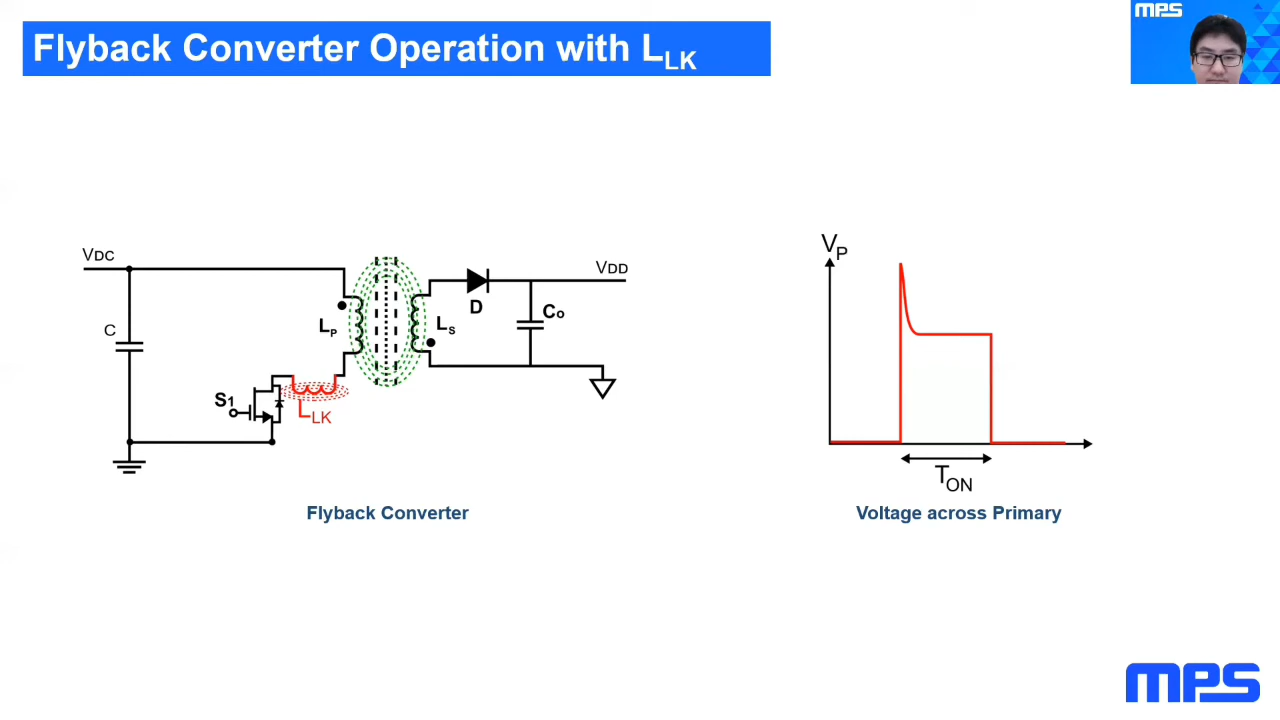 Flyback Converter Operation with LLK
mps
VDC
C
S1
LLK
LP
LS
D
Co
VDD
Flyback Converter
VP
TON
Voltage across Primary
mps